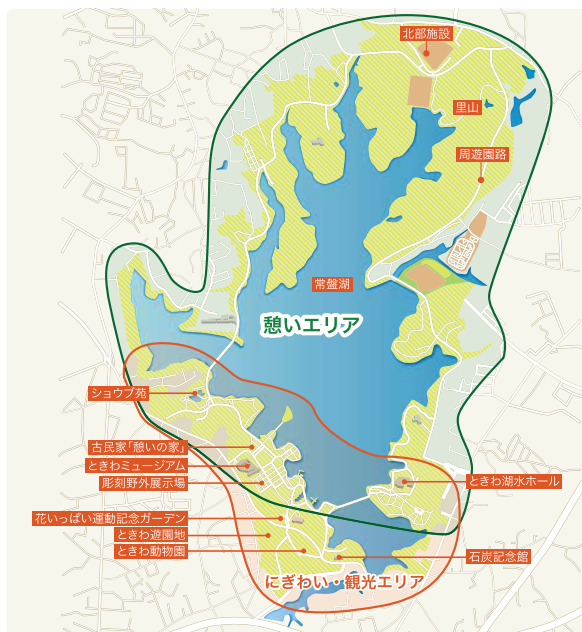 北部施設
里山
周遊園路
常盤湖
憩いエリア
ショウブ苑
古民家「憩いの家」
ときわミュージアム
彫刻野外展示場
ときわ湖水ホール
花いっぱい運動記念ガーデン
ときわ遊園地
ときわ動物園
石炭記念館
にぎわい・観光エリア